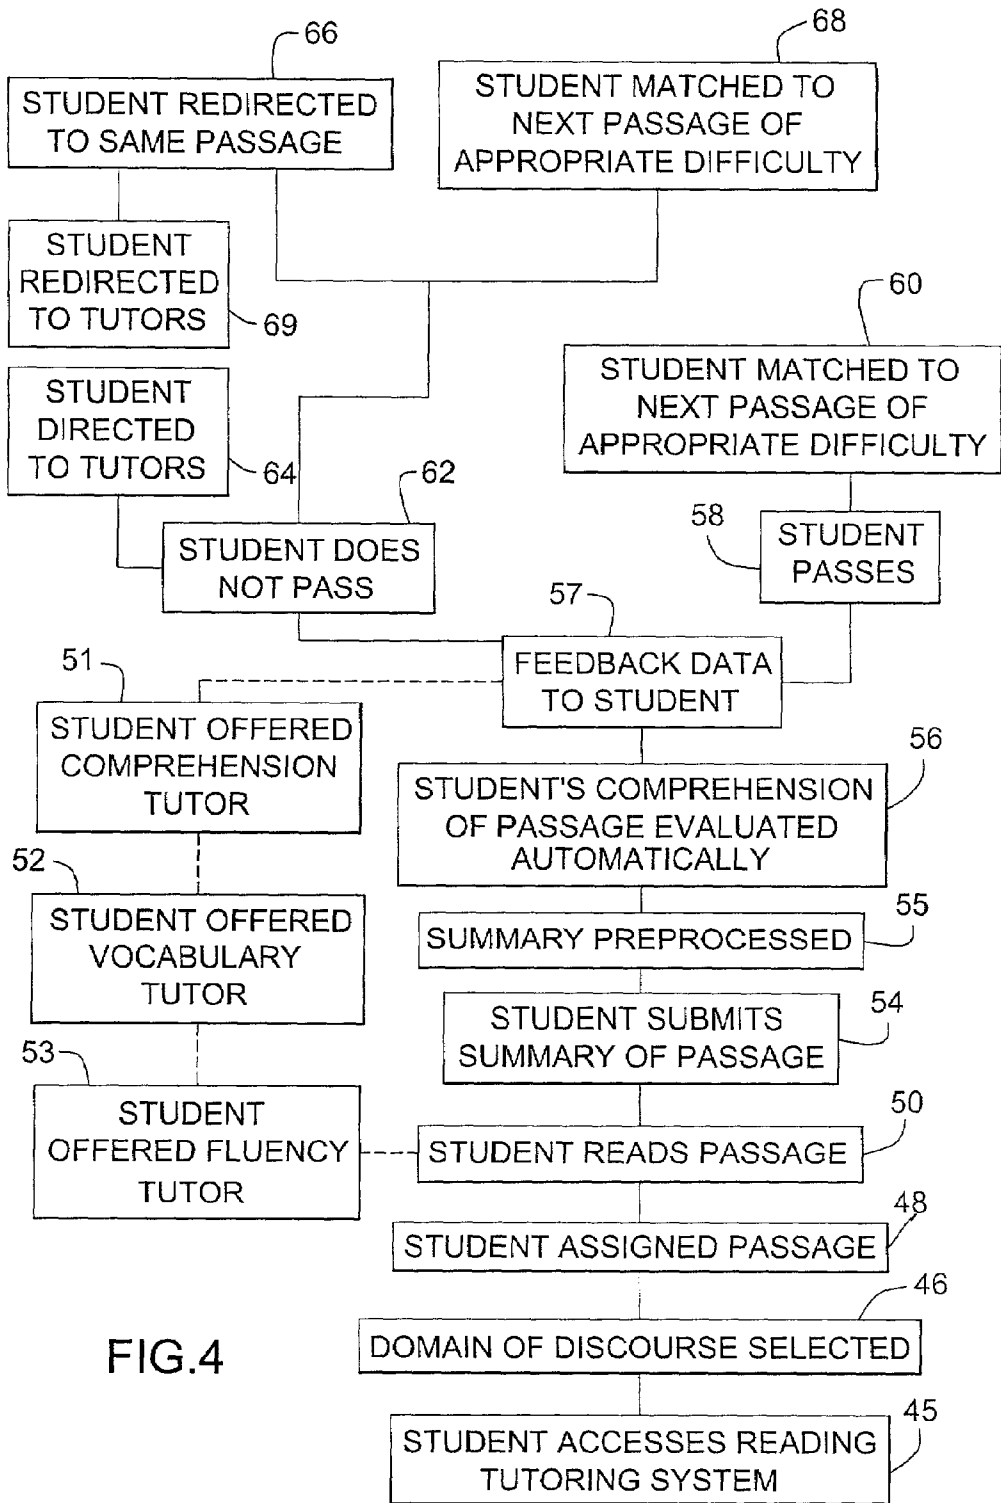 66
STUDENT REDIRECTED
TO SAME PASSAGE
68
STUDENT MATCHED TO
NEXT PASSAGE OF
APPROPRIATE DIFFICULTY
STUDENT
REDIRECTED
TO TUTORS
69
60
STUDENT MATCHED TO
NEXT PASSAGE OF
APPROPRIATE DIFFICULTY
STUDENT
DIRECTED
TO TUTORS
64
62
STUDENT DOES
NOT PASS
58
STUDENT
PASSES
57
FEEDBACK DATA
TO STUDENT
51
STUDENT OFFERED
COMPREHENSION
TUTOR
56
STUDENT'S COMPREHENSION
OF PASSAGE EVALUATED
AUTOMATICALLY
52
STUDENT OFFERED
VOCABULARY
TUTOR
55
SUMMARY PREPROCESSED
54
STUDENT SUBMITS
SUMMARY OF PASSAGE
53
STUDENT
OFFERED FLUENCY
TUTOR
50
STUDENT READS PASSAGE
48
STUDENT ASSIGNED PASSAGE
46
DOMAIN OF DISCOURSE SELECTED
FIG.4
45
STUDENT ACCESSES READING
TUTORING SYSTEM